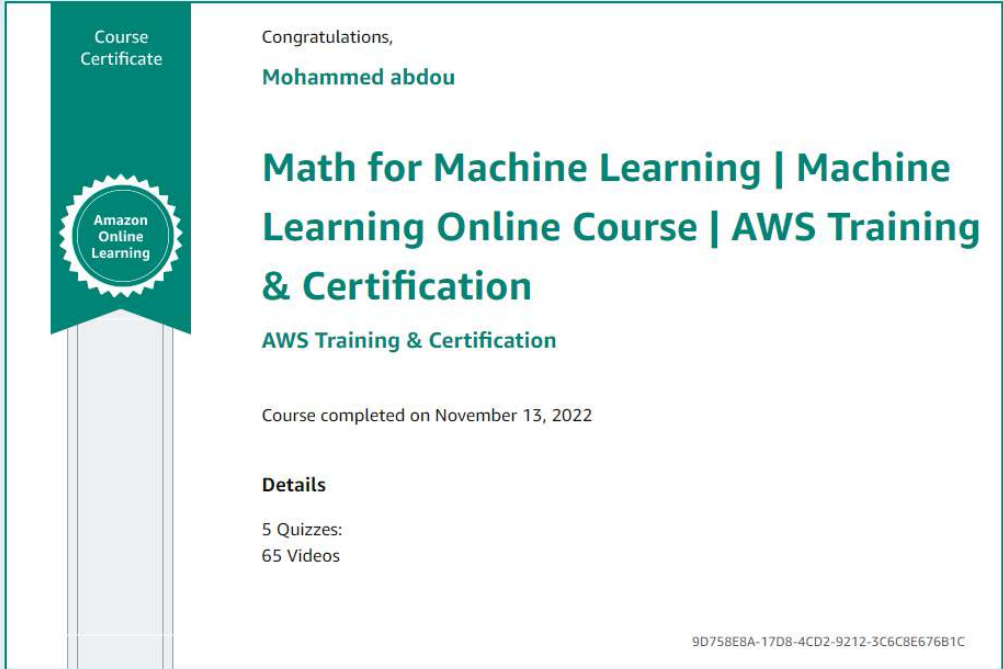 Course
Certificate
Amazon
Online
Learning
Congratulations,
Mohammed abdou
Math for Machine Learning | Machine
Learning Online Course | AWS Training
& Certification
AWS Training & Certification
Course completed on November 13, 2022
Details
5 Quizzes:
65 Videos
9D758E8A-17D8-4CD2-9212-3C6C8E676B1C